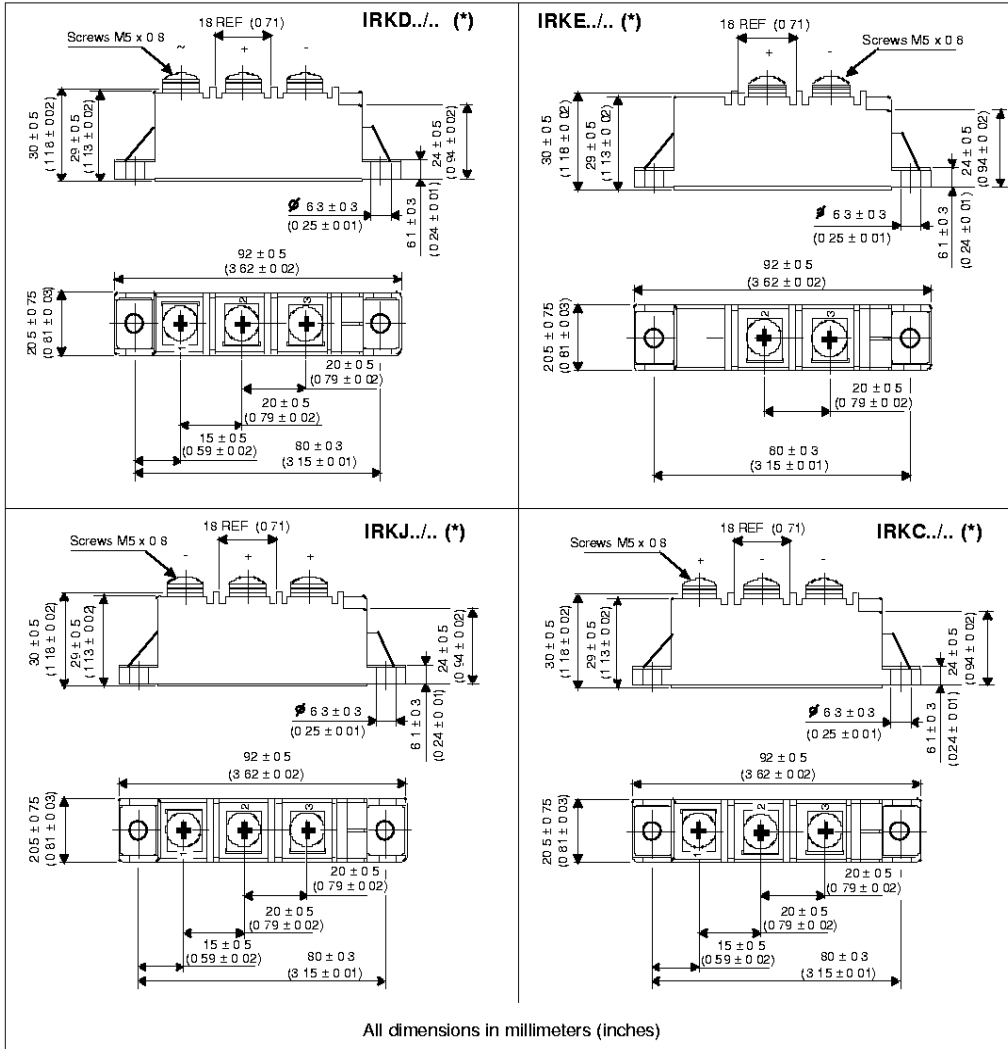 IRKD../.. (*)
18 REF (0 71)
Screws M5 x 0 8
~ + -
30 ± 0 5
(1 18 ± 0 02)
29 ± 0 5
(1 13 ± 0 02)
24 ± 0 5
(0 94 ± 0 02)
Ø 6 3 ± 0 3
(0 25 ± 0 01)
6 1 ± 0 3
(0 24 ± 0 01)
92 ± 0 5
(3 62 ± 0 02)
20 5 ± 0 75
(0 81 ± 0 03)
1 2 3
20 ± 0 5
(0 79 ± 0 02)
20 ± 0 5
(0 79 ± 0 02)
15 ± 0 5
(0 59 ± 0 02)
80 ± 0 3
(3 15 ± 0 01)
IRKE../.. (*)
18 REF (0 71)
Screws M5 x 0 8
+ -
30 ± 0 5
(1 18 ± 0 02)
29 ± 0 5
(1 13 ± 0 02)
24 ± 0 5
(0 94 ± 0 02)
Ø 6 3 ± 0 3
(0 25 ± 0 01)
6 1 ± 0 3
(0 24 ± 0 01)
92 ± 0 5
(3 62 ± 0 02)
20 5 ± 0 75
(0 81 ± 0 03)
2 3
20 ± 0 5
(0 79 ± 0 02)
80 ± 0 3
(3 15 ± 0 01)
IRKJ../.. (*)
18 REF (0 71)
Screws M5 x 0 8
- + +
30 ± 0 5
(1 18 ± 0 02)
29 ± 0 5
(1 13 ± 0 02)
24 ± 0 5
(0 94 ± 0 02)
Ø 6 3 ± 0 3
(0 25 ± 0 01)
6 1 ± 0 3
(0 24 ± 0 01)
92 ± 0 5
(3 62 ± 0 02)
20 5 ± 0 75
(0 81 ± 0 03)
1 2 3
20 ± 0 5
(0 79 ± 0 02)
20 ± 0 5
(0 79 ± 0 02)
15 ± 0 5
(0 59 ± 0 02)
80 ± 0 3
(3 15 ± 0 01)
IRKC../.. (*)
18 REF (0 71)
Screws M5 x 0 8
+ - -
30 ± 0 5
(1 18 ± 0 02)
29 ± 0 5
(1 13 ± 0 02)
24 ± 0 5
(0 94 ± 0 02)
Ø 6 3 ± 0 3
(0 25 ± 0 01)
6 1 ± 0 3
(0 24 ± 0 01)
92 ± 0 5
(3 62 ± 0 02)
20 5 ± 0 75
(0 81 ± 0 03)
1 2 3
20 ± 0 5
(0 79 ± 0 02)
20 ± 0 5
(0 79 ± 0 02)
15 ± 0 5
(0 59 ± 0 02)
80 ± 0 3
(3 15 ± 0 01)
All dimensions in millimeters (inches)